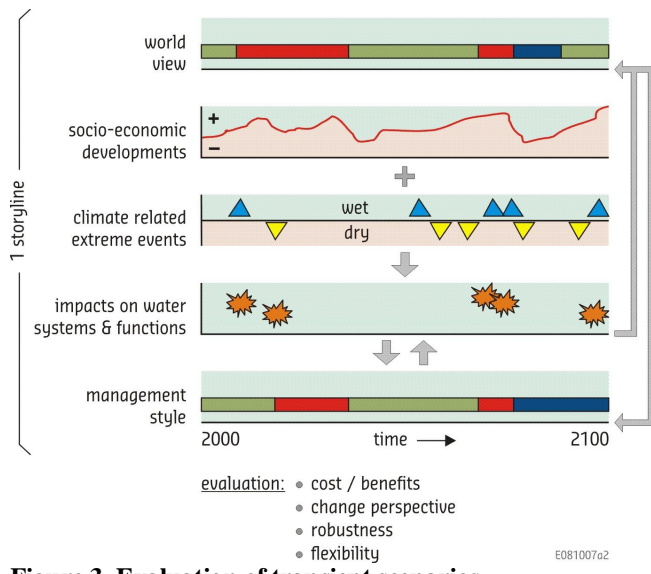 1 storyline
world
view
socio-economic
developments
+
−
climate related
extreme events
wet
dry
impacts on water
systems & functions
management
style
2000 time 2100
evaluation: • cost / benefits
• change perspective
• robustness
• flexibility
E081007a2